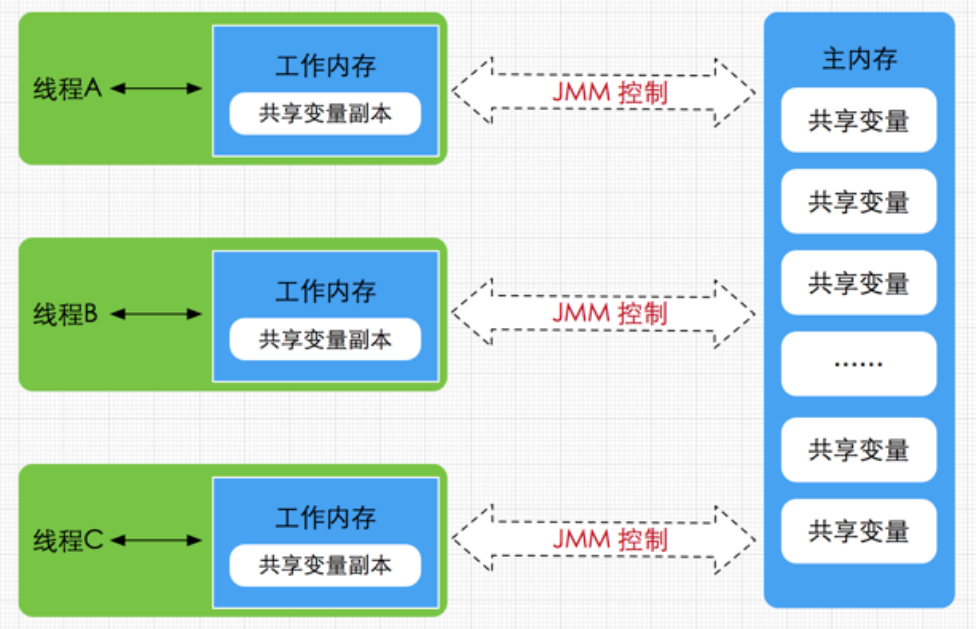 线程A
工作内存
共享变量副本
JMM 控制
线程B
工作内存
共享变量副本
JMM 控制
线程C
工作内存
共享变量副本
JMM 控制
主内存
共享变量
共享变量
共享变量
......
共享变量
共享变量